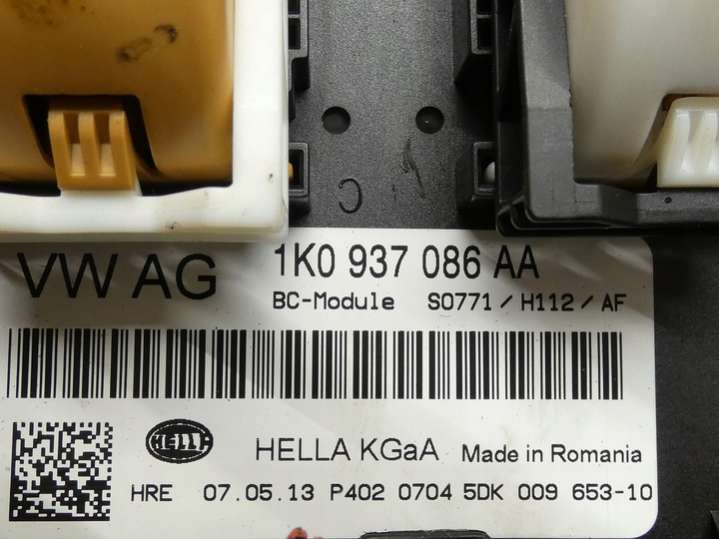 VW AG 1K0 937 086 AA
BC-Module S0771 / H112 / AF
HELLA
HELLA KGaA Made in Romania
HRE 07.05.13 P402 0704 5DK 009 653-10